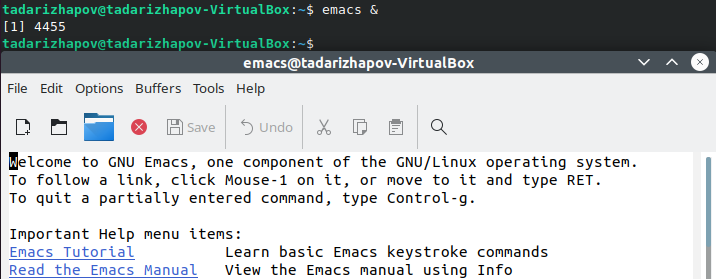 tadarizhapov@tadarizhapov-VirtualBox:~$ emacs &
[1] 4455
tadarizhapov@tadarizhapov-VirtualBox:~$
emacs@tadarizhapov-VirtualBox
File Edit Options Buffers Tools Help
Save Undo
Welcome to GNU Emacs, one component of the GNU/Linux operating system.
To follow a link, click Mouse-1 on it, or move to it and type RET.
To quit a partially entered command, type Control-g.
Important Help menu items:
Emacs Tutorial Learn basic Emacs keystroke commands
Read the Emacs Manual View the Emacs manual using Info